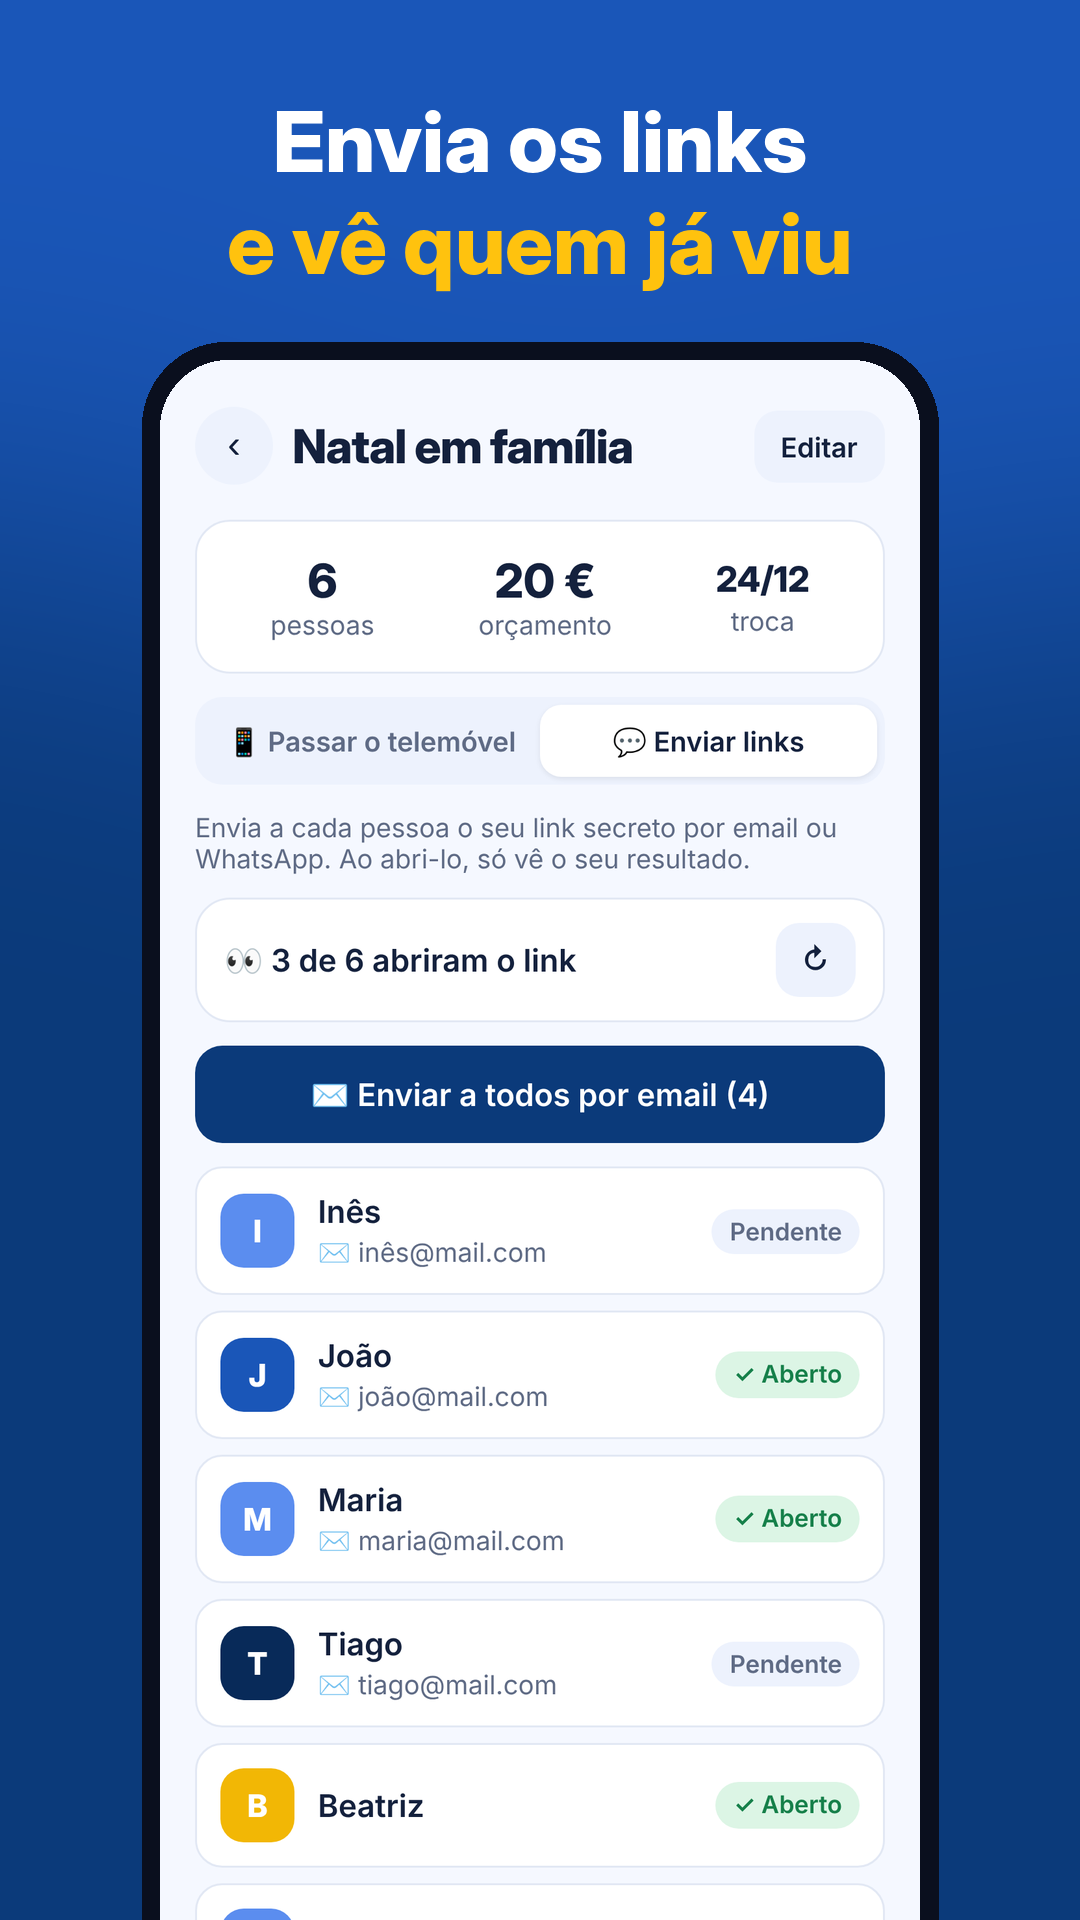 Envia os links
e vê quem já viu
‹ Natal em família Editar
6 20 € 24/12
pessoas orçamento troca
📱 Passar o telemóvel 💬 Enviar links
Envia a cada pessoa o seu link secreto por email ou
WhatsApp. Ao abri-lo, só vê o seu resultado.
👀 3 de 6 abriram o link ↻
✉️ Enviar a todos por email (4)
I Inês Pendente
✉️ inês@mail.com
J João ✓ Aberto
✉️ joão@mail.com
M Maria ✓ Aberto
✉️ maria@mail.com
T Tiago Pendente
✉️ tiago@mail.com
B Beatriz ✓ Aberto